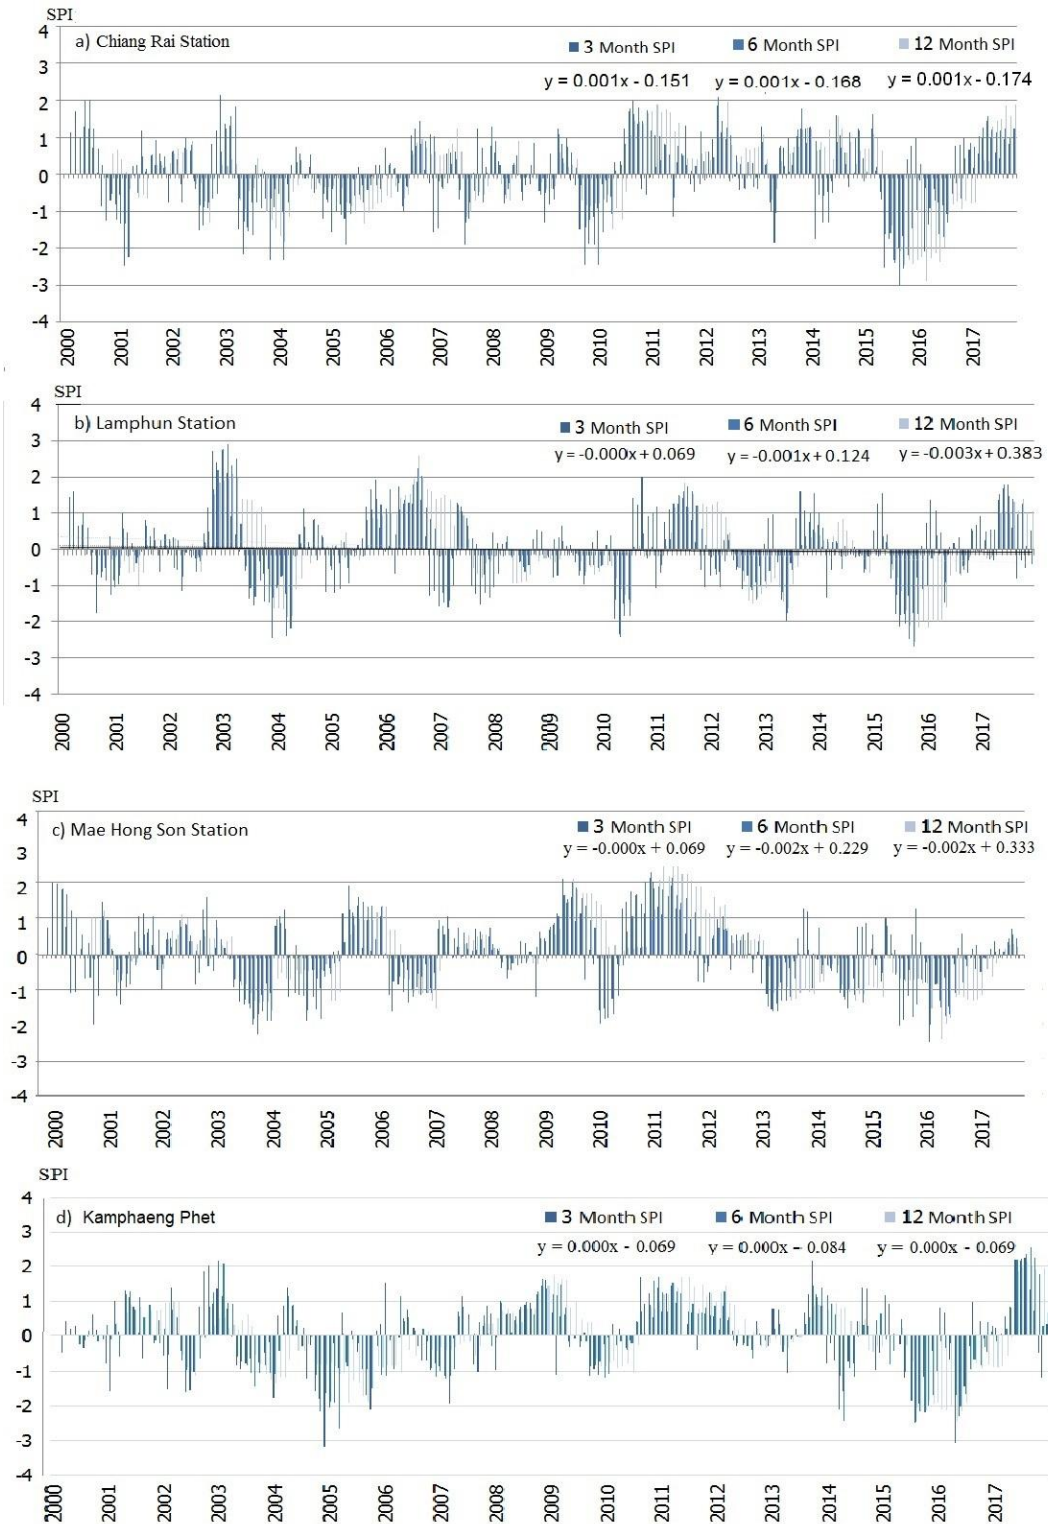 SPI
a) Chiang Rai Station
3 Month SPI 6 Month SPI 12 Month SPI
y = 0.001x - 0.151 y = 0.001x - 0.168 y = 0.001x - 0.174
4
3
2
1
0
-1
-2
-3
-4
2000 2001 2002 2003 2004 2005 2006 2007 2008 2009 2010 2011 2012 2013 2014 2015 2016 2017
SPI
b) Lamphun Station
3 Month SPI 6 Month SPI 12 Month SPI
y = -0.000x + 0.069 y = -0.001x + 0.124 y = -0.003x + 0.383
4
3
2
1
0
-1
-2
-3
-4
2000 2001 2002 2003 2004 2005 2006 2007 2008 2009 2010 2011 2012 2013 2014 2015 2016 2017
SPI
c) Mae Hong Son Station
3 Month SPI 6 Month SPI 12 Month SPI
y = -0.000x + 0.069 y = -0.002x + 0.229 y = -0.002x + 0.333
4
3
2
1
0
-1
-2
-3
-4
2000 2001 2002 2003 2004 2005 2006 2007 2008 2009 2010 2011 2012 2013 2014 2015 2016 2017
SPI
d) Kamphaeng Phet
3 Month SPI 6 Month SPI 12 Month SPI
y = 0.000x - 0.069 y = 0.000x - 0.084 y = 0.000x - 0.069
4
3
2
1
0
-1
-2
-3
-4
2000 2001 2002 2003 2004 2005 2006 2007 2008 2009 2010 2011 2012 2013 2014 2015 2016 2017